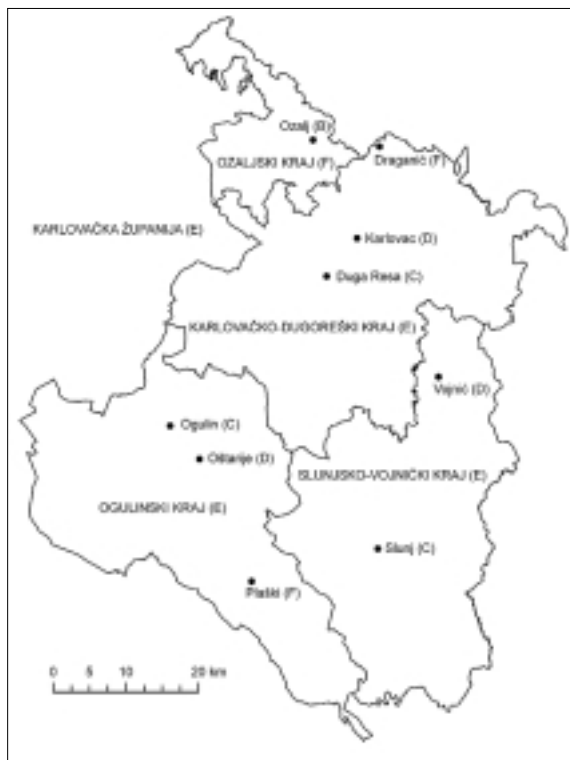 Ozalj (B)
OZALJSKI KRAJ (F)
Draganić (F)
KARLOVAČKA ŽUPANIJA (E)
Karlovac (D)
Duga Resa (C)
KARLOVAČKO-DUGOREŠKI KRAJ (E)
Vojnić (D)
Ogulin (C)
Oštarije (D)
SLUNJSKO-VOJNIČKI KRAJ (E)
OGULINSKI KRAJ (E)
Slunj (C)
Plaški (F)
0 5 10 20 km